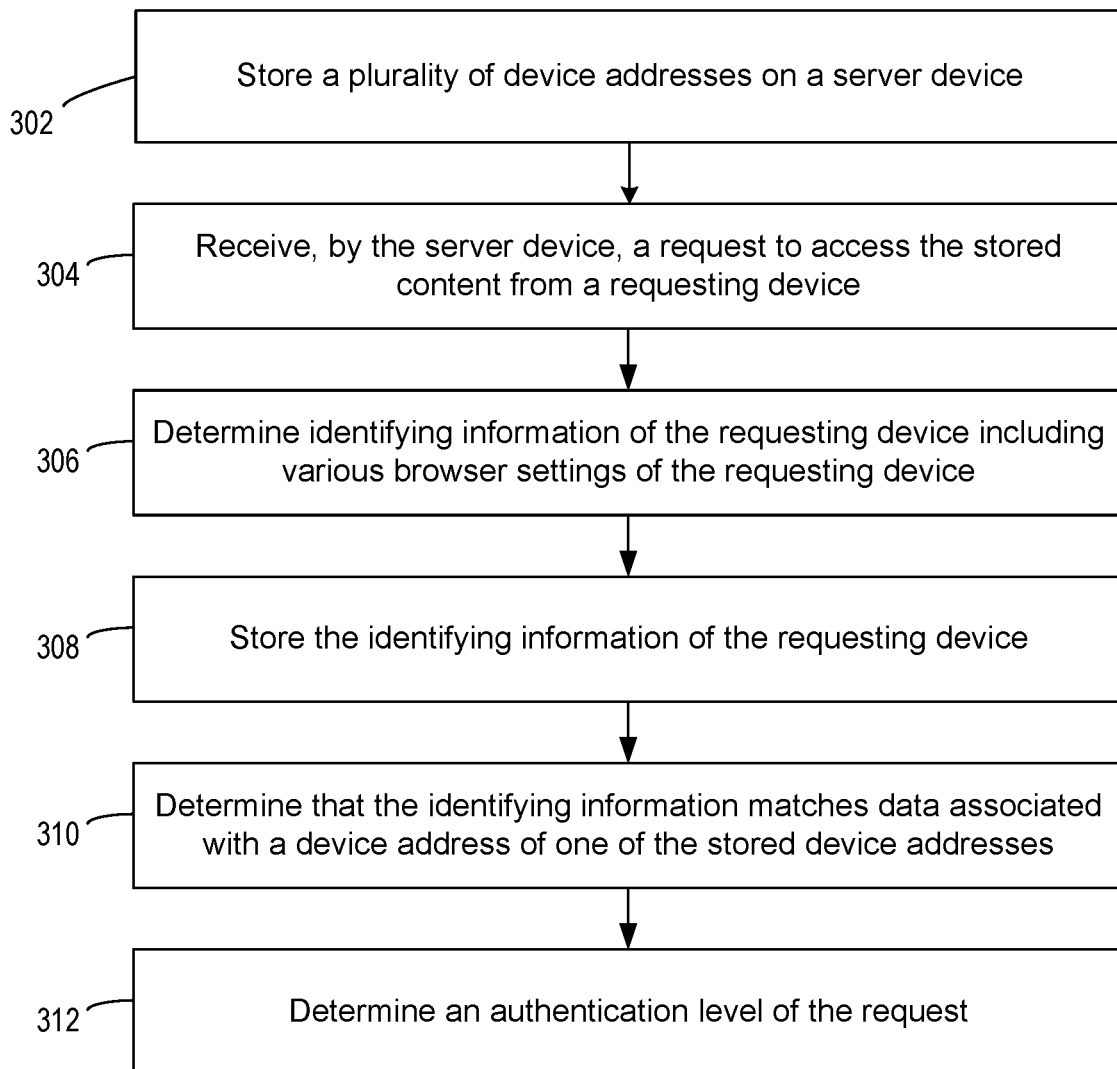 302
Store a plurality of device addresses on a server device
304
Receive, by the server device, a request to access the stored
content from a requesting device
306
Determine identifying information of the requesting device including
various browser settings of the requesting device
308
Store the identifying information of the requesting device
310
Determine that the identifying information matches data associated
with a device address of one of the stored device addresses
312
Determine an authentication level of the request